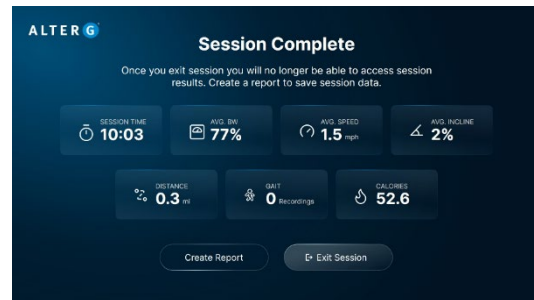 ALTER G
Session Complete
Once you exit session you will no longer be able to access session
results. Create a report to save session data.
SESSION TIME
10:03
AVG. BW
77%
AVG. SPEED
1.5 mph
AVG. INCLINE
2%
DISTANCE
0.3 mi
GAIT
0 Recordings
CALORIES
52.6
Create Report
Exit Session